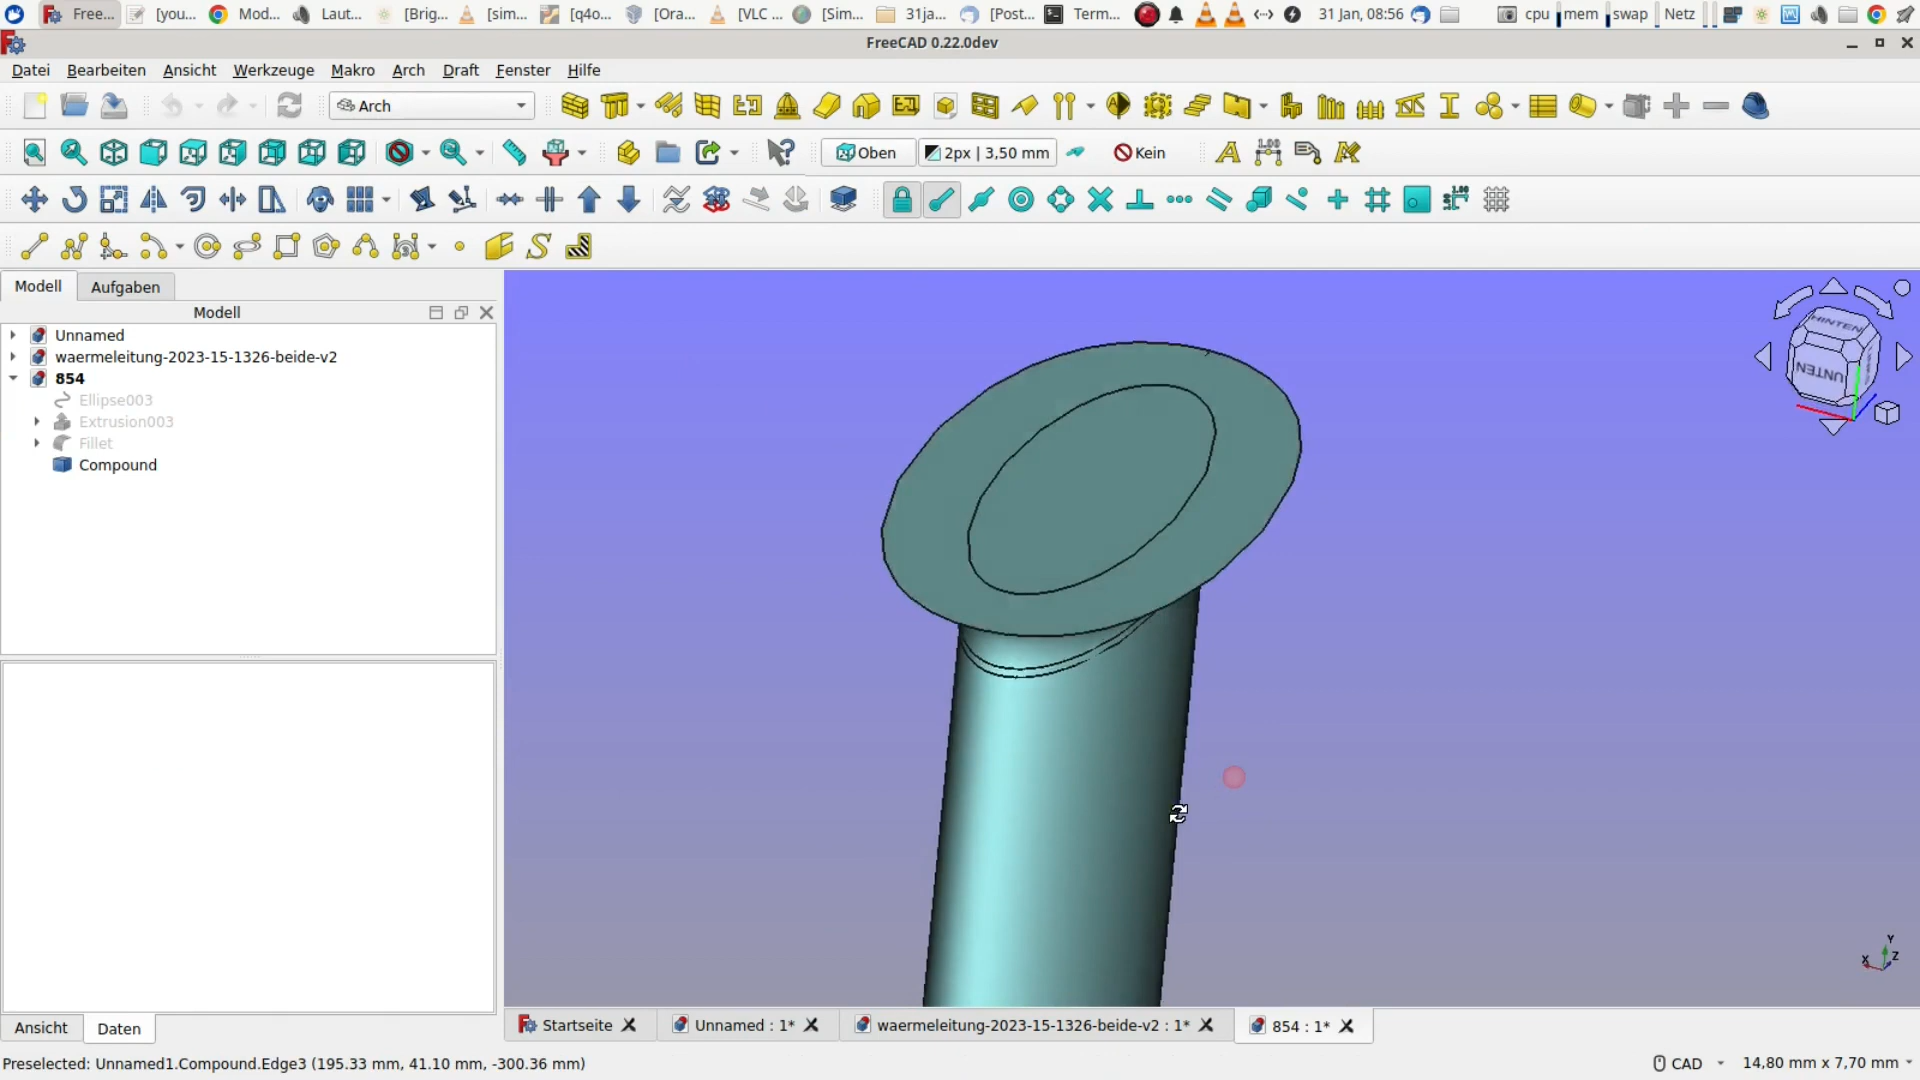 Free... [you... Mod... Laut... [Brig... [sim... [q4o... [Ora... [VLC ... [Sim... 31ja... [Post... Term... 31 Jan, 08:56 cpu mem swap Netz
FreeCAD 0.22.0dev
Datei Bearbeiten Ansicht Werkzeuge Makro Arch Draft Fenster Hilfe
Arch
Oben 2px | 3,50 mm Kein
Modell Aufgaben
Modell
Unnamed
waermeleitung-2023-15-1326-beide-v2
854
Ellipse003
Extrusion003
Fillet
Compound
HINTEN
UNTEN
Y
X Z
Ansicht Daten
Startseite Unnamed : 1* waermeleitung-2023-15-1326-beide-v2 : 1* 854 : 1*
Preselected: Unnamed1.Compound.Edge3 (195.33 mm, 41.10 mm, -300.36 mm) CAD 14,80 mm x 7,70 mm